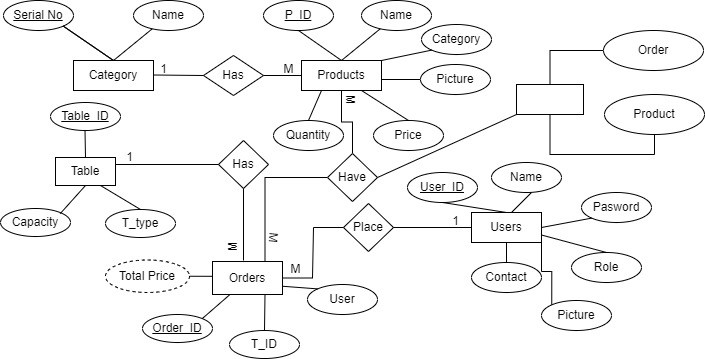 Serial No
Name
P_ID
Name
Category
Order
Category
1
Has
M
Products
Picture
M
Table_ID
Quantity
Price
Product
Table
1
Has
Have
User_ID
Name
Capacity
T_type
Place
1
Users
Pasword
M
M
Total Price
Orders
M
Contact
Role
User
Order_ID
T_ID
Picture